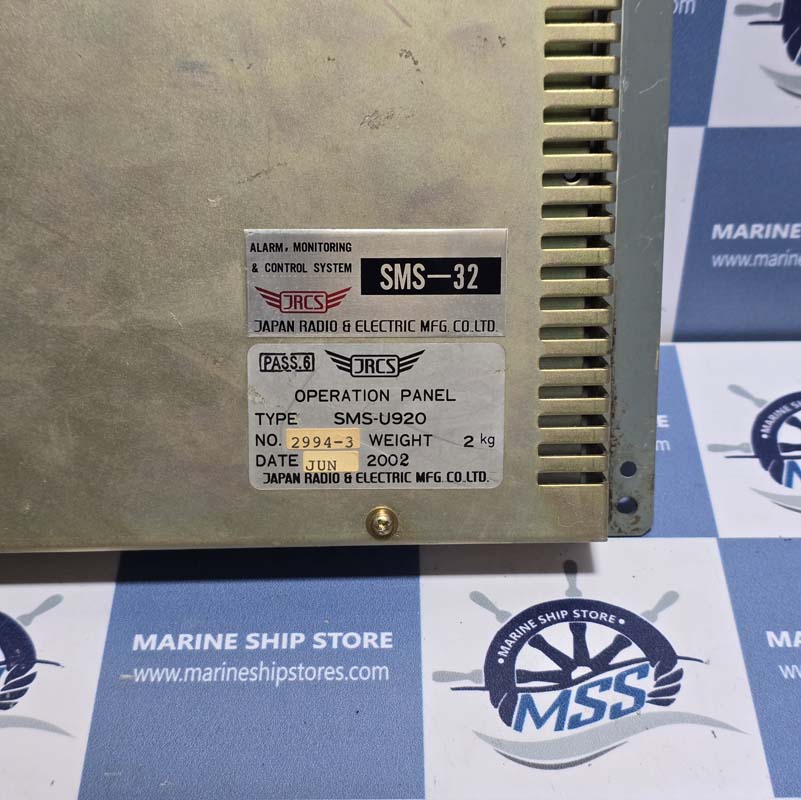 om
MARINE
www.marine
ALARM, MONITORING
& CONTROL SYSTEM
SMS-32
JRCS
JAPAN RADIO & ELECTRIC MFG. CO. LTD.
PASS.6
JRCS
OPERATION PANEL
TYPE SMS-U920
NO. 2994-3 WEIGHT 2 kg
DATE JUN 2002
JAPAN RADIO & ELECTRIC MFG. CO. LTD.
MARINE SHIP STORE
www.marineshipstores.com
• MARINE SHIP STORE •
MSS
MARI